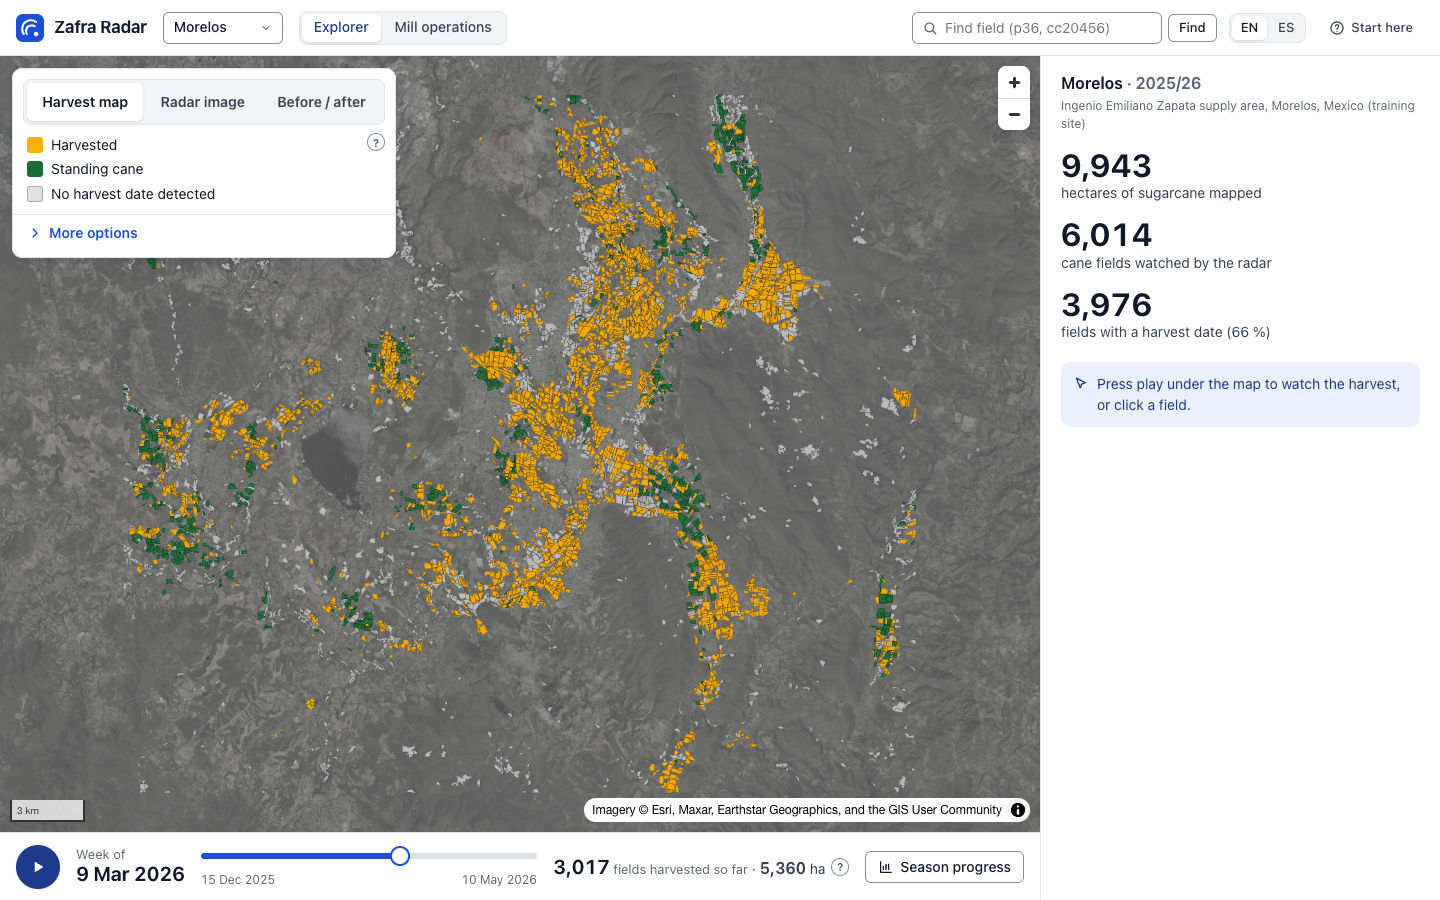 Zafra Radar
Morelos
Explorer
Mill operations
Find field (p36, cc20456)
Find
EN
ES
Start here
Harvest map
Radar image
Before / after
Harvested
?
Standing cane
No harvest date detected
More options
+
−
3 km
Imagery © Esri, Maxar, Earthstar Geographics, and the GIS User Community
Week of
9 Mar 2026
15 Dec 2025
10 May 2026
3,017 fields harvested so far · 5,360 ha
?
Season progress
Morelos · 2025/26
Ingenio Emiliano Zapata supply area, Morelos, Mexico (training
site)
9,943
hectares of sugarcane mapped
6,014
cane fields watched by the radar
3,976
fields with a harvest date (66 %)
Press play under the map to watch the harvest,
or click a field.